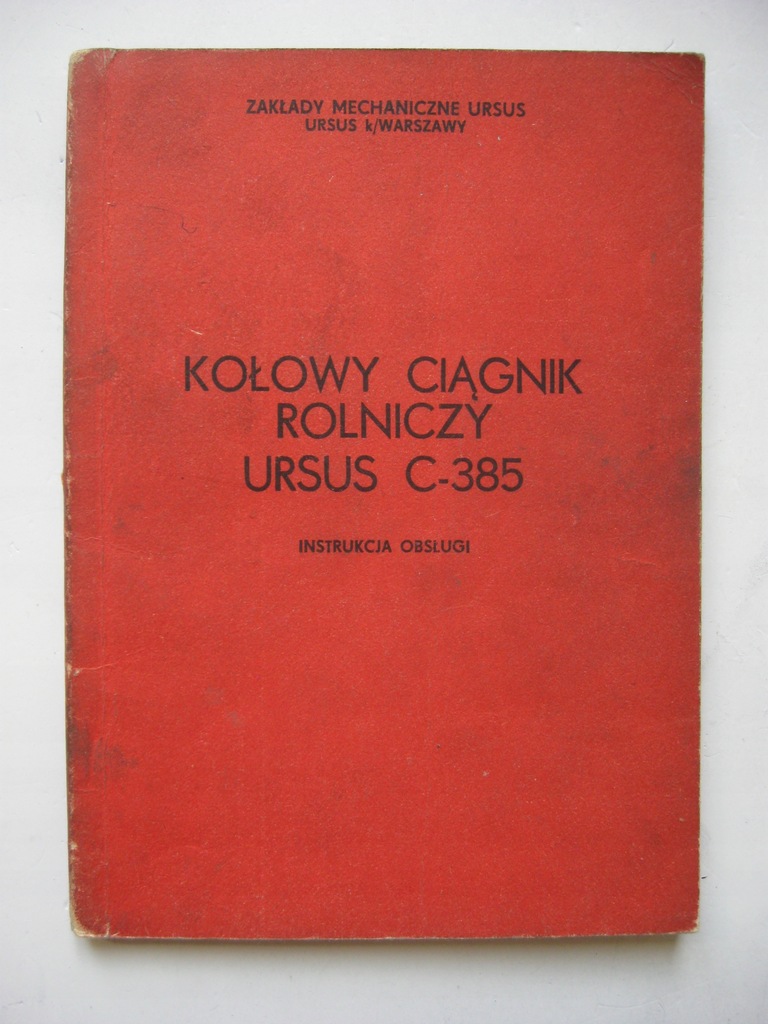 ZAKŁADY MECHANICZNE URSUS
URSUS k/WARSZAWY
KOŁOWY CIĄGNIK
ROLNICZY
URSUS C-385
INSTRUKCJA OBSŁUGI